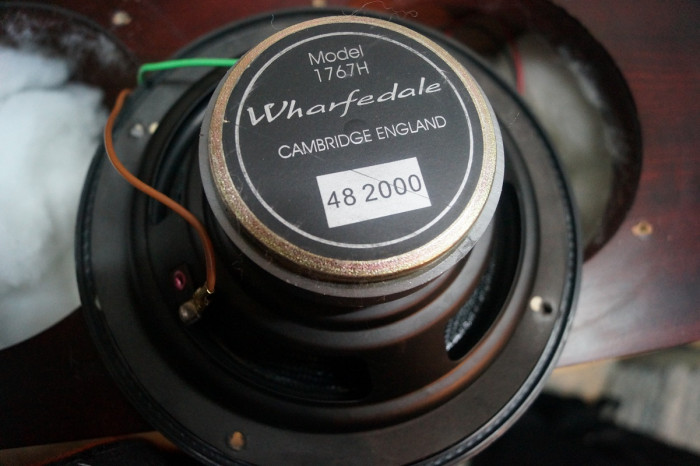 Model
1767H
Wharfedale
CAMBRIDGE ENGLAND
48 2000